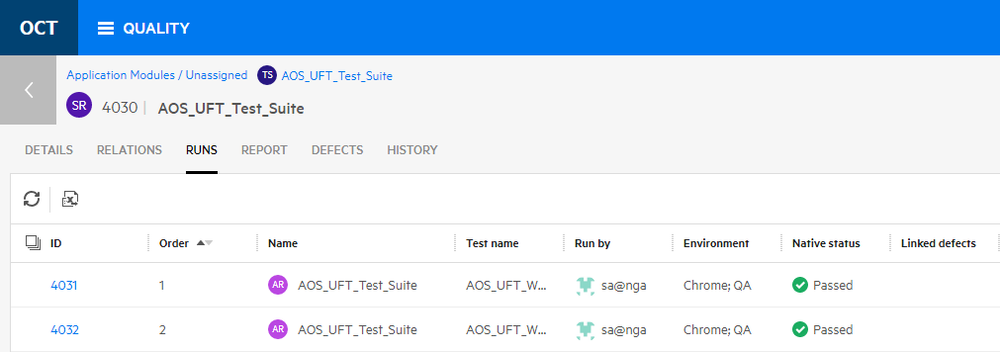 OCT QUALITY
Application Modules / Unassigned TS AOS_UFT_Test_Suite
SR 4030 | AOS_UFT_Test_Suite
DETAILS RELATIONS RUNS REPORT DEFECTS HISTORY
ID Order Name Test name Run by Environment Native status Linked defects
4031 1 AR AOS_UFT_Test_Suite AOS_UFT_W... sa@nga Chrome; QA Passed
4032 2 AR AOS_UFT_Test_Suite AOS_UFT_W... sa@nga Chrome; QA Passed